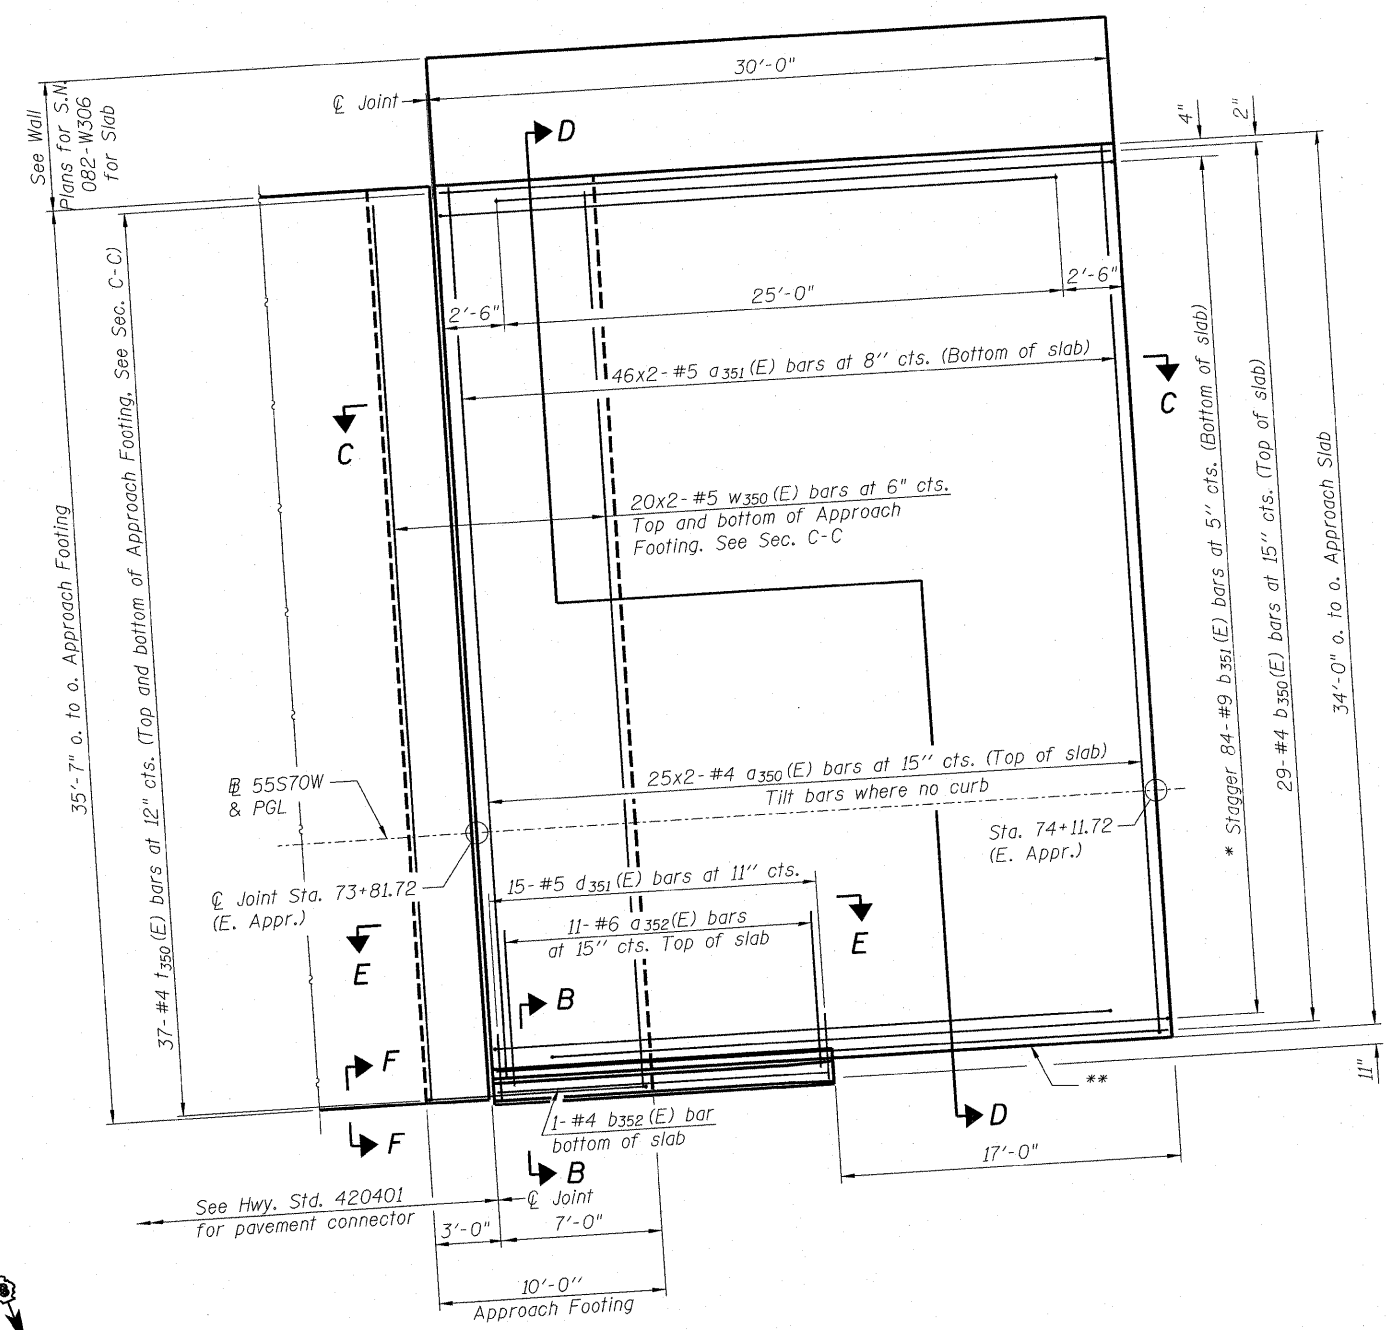 See Wall
Plans for S.N.
082-W306
for Slab
℄ Joint
30'-0"
D
4"
2"
2'-6"
25'-0"
2'-6"
46x2-#5 a351(E) bars at 8" cts. (Bottom of slab)
C
C
20x2-#5 w350(E) bars at 6" cts.
Top and bottom of Approach
Footing. See Sec. C-C
35'-7" o. to o. Approach Footing
37-#4 t350(E) bars at 12" cts. (Top and bottom of Approach Footing. See Sec. C-C)
* Stagger 84-#9 b351(E) bars at 5" cts. (Bottom of slab)
29-#4 b350(E) bars at 15" cts. (Top of slab)
34'-0" o. to o. Approach Slab
25x2-#4 a350(E) bars at 15" cts. (Top of slab)
Tilt bars where no curb
B 55S70W
& PGL
Sta. 74+11.72
(E. Appr.)
℄ Joint Sta. 73+81.72
(E. Appr.)
15-#5 d351(E) bars at 11" cts.
11-#6 a352(E) bars
at 15" cts. Top of slab
E
E
B
F
F
**
11"
1-#4 b352(E) bar
bottom of slab
D
B
17'-0"
See Hwy. Std. 420401
for pavement connector
℄ Joint
3'-0"
7'-0"
10'-0"
Approach Footing